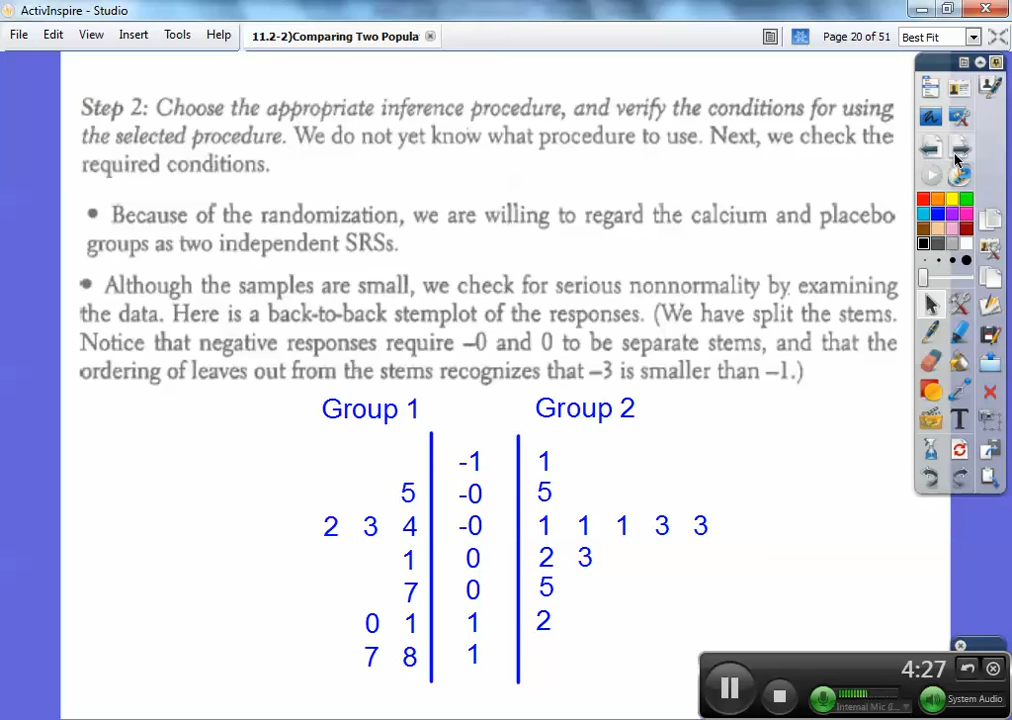 ActivInspire - Studio
File Edit View Insert Tools Help 11.2-2)Comparing Two Popula Page 20 of 51 Best Fit
Step 2: Choose the appropriate inference procedure, and verify the conditions for using
the selected procedure. We do not yet know what procedure to use. Next, we check the
required conditions.
• Because of the randomization, we are willing to regard the calcium and placebo
groups as two independent SRSs.
• Although the samples are small, we check for serious nonnormality by examining
the data. Here is a back-to-back stemplot of the responses. (We have split the stems.
Notice that negative responses require –0 and 0 to be separate stems, and that the
ordering of leaves out from the stems recognizes that –3 is smaller than –1.)
Group 1 Group 2
-1 1
5 -0 5
2 3 4 -0 1 1 1 3 3
1 0 2 3
7 0 5
0 1 1 2
7 8 1
4:27
Internal Mic (I... System Audio